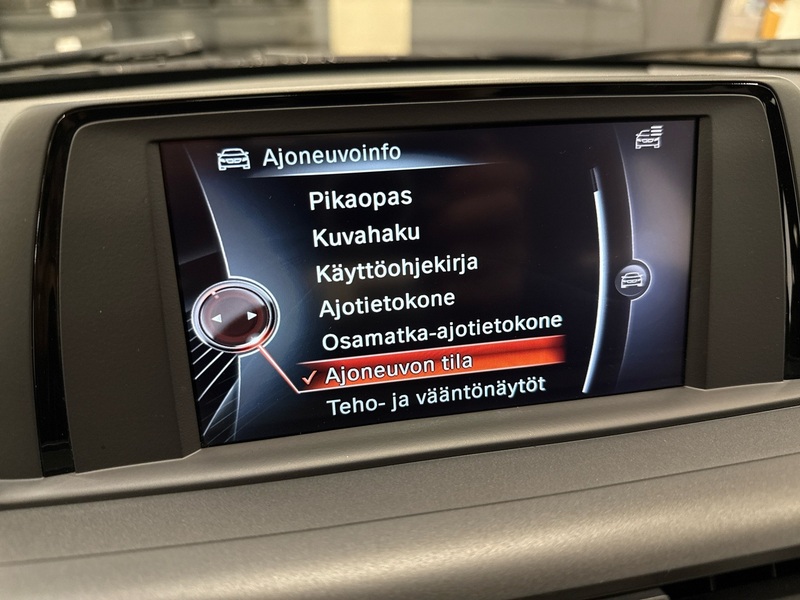 Ajoneuvoinfo
Pikaopas
Kuvahaku
Käyttöohjekirja
Ajotietokone
Osamatka-ajotietokone
✓ Ajoneuvon tila
Teho- ja vääntönäytöt